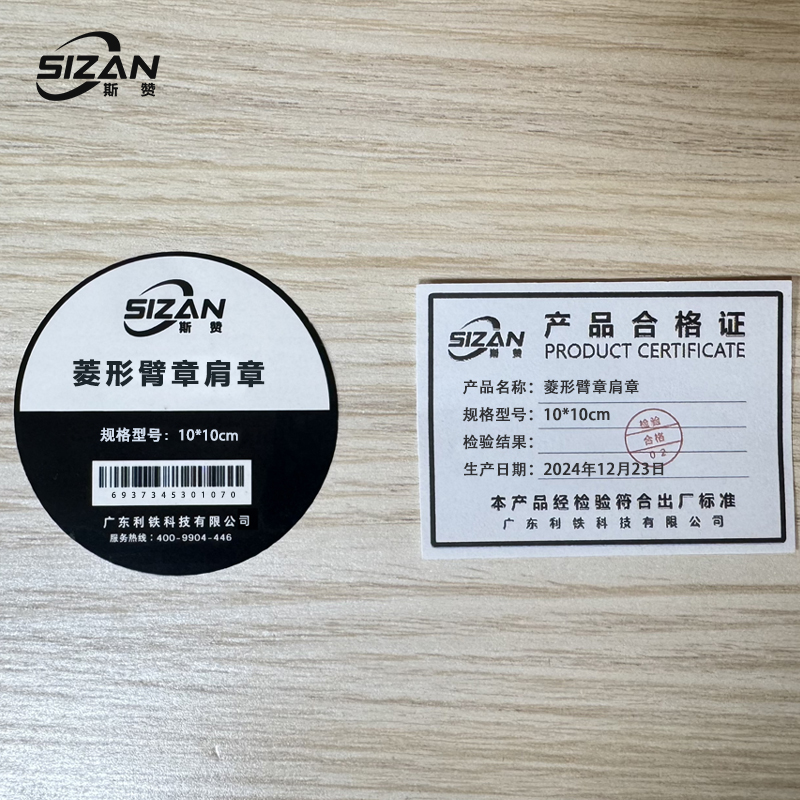 SIZAN
斯 赞
SIZAN
斯 赞
菱形臂章肩章
规格型号：10*10cm
6937345301070
广东利铁科技有限公司
服务热线：400-9904-446
SIZAN
斯 赞
产品合格证
PRODUCT CERTIFICATE
产品名称：菱形臂章肩章
规格型号：10*10cm
检验结果：
检验
合格
02
生产日期：2024年12月23日
本产品经检验符合出厂标准
广东利铁科技有限公司